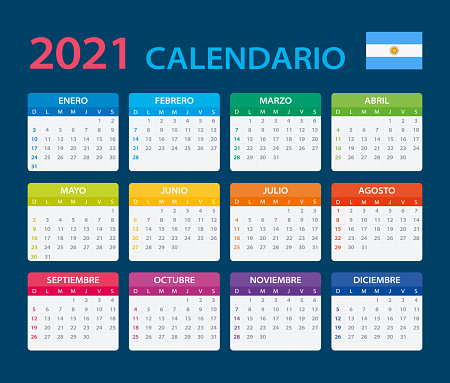 2021 CALENDARIO
ENERO
D L M M J V S
1 2
3 4 5 6 7 8 9
10 11 12 13 14 15 16
17 18 19 20 21 22 23
24 25 26 27 28 29 30
31
FEBRERO
D L M M J V S
1 2 3 4 5 6
7 8 9 10 11 12 13
14 15 16 17 18 19 20
21 22 23 24 25 26 27
28
MARZO
D L M M J V S
1 2 3 4 5 6
7 8 9 10 11 12 13
14 15 16 17 18 19 20
21 22 23 24 25 26 27
28 29 30 31
ABRIL
D L M M J V S
1 2 3
4 5 6 7 8 9 10
11 12 13 14 15 16 17
18 19 20 21 22 23 24
25 26 27 28 29 30
MAYO
D L M M J V S
1
2 3 4 5 6 7 8
9 10 11 12 13 14 15
16 17 18 19 20 21 22
23 24 25 26 27 28 29
30 31
JUNIO
D L M M J V S
1 2 3 4 5
6 7 8 9 10 11 12
13 14 15 16 17 18 19
20 21 22 23 24 25 26
27 28 29 30
JULIO
D L M M J V S
1 2 3
4 5 6 7 8 9 10
11 12 13 14 15 16 17
18 19 20 21 22 23 24
25 26 27 28 29 30 31
AGOSTO
D L M M J V S
1 2 3 4 5 6 7
8 9 10 11 12 13 14
15 16 17 18 19 20 21
22 23 24 25 26 27 28
29 30 31
SEPTIEMBRE
D L M M J V S
1 2 3 4
5 6 7 8 9 10 11
12 13 14 15 16 17 18
19 20 21 22 23 24 25
26 27 28 29 30
OCTUBRE
D L M M J V S
1 2
3 4 5 6 7 8 9
10 11 12 13 14 15 16
17 18 19 20 21 22 23
24 25 26 27 28 29 30
31
NOVIEMBRE
D L M M J V S
1 2 3 4 5 6
7 8 9 10 11 12 13
14 15 16 17 18 19 20
21 22 23 24 25 26 27
28 29 30
DICIEMBRE
D L M M J V S
1 2 3 4
5 6 7 8 9 10 11
12 13 14 15 16 17 18
19 20 21 22 23 24 25
26 27 28 29 30 31